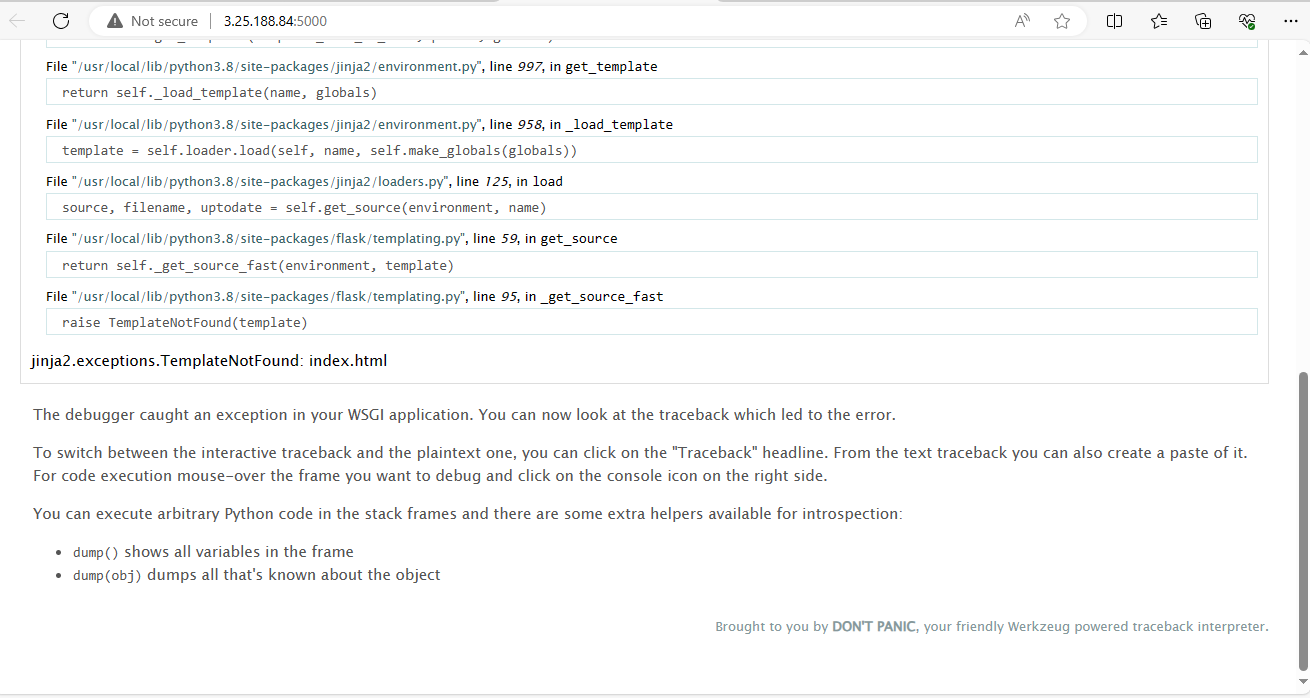 Not secure | 3.25.188.84:5000
File "/usr/local/lib/python3.8/site-packages/jinja2/environment.py", line 997, in get_template
return self._load_template(name, globals)
File "/usr/local/lib/python3.8/site-packages/jinja2/environment.py", line 958, in _load_template
template = self.loader.load(self, name, self.make_globals(globals))
File "/usr/local/lib/python3.8/site-packages/jinja2/loaders.py", line 125, in load
source, filename, uptodate = self.get_source(environment, name)
File "/usr/local/lib/python3.8/site-packages/flask/templating.py", line 59, in get_source
return self._get_source_fast(environment, template)
File "/usr/local/lib/python3.8/site-packages/flask/templating.py", line 95, in _get_source_fast
raise TemplateNotFound(template)
jinja2.exceptions.TemplateNotFound: index.html
The debugger caught an exception in your WSGI application. You can now look at the traceback which led to the error.
To switch between the interactive traceback and the plaintext one, you can click on the "Traceback" headline. From the text traceback you can also create a paste of it.
For code execution mouse-over the frame you want to debug and click on the console icon on the right side.
You can execute arbitrary Python code in the stack frames and there are some extra helpers available for introspection:
• dump() shows all variables in the frame
• dump(obj) dumps all that's known about the object
Brought to you by DON'T PANIC, your friendly Werkzeug powered traceback interpreter.